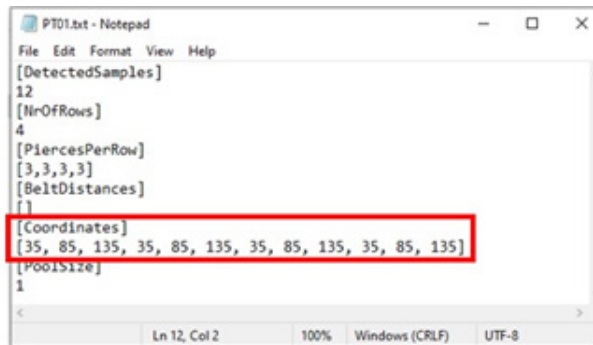 PT01.txt - Notepad
File Edit Format View Help
[DetectedSamples]
12
[NrOfRows]
4
[PiercesPerRow]
[3,3,3,3]
[BeltDistances]
[]
[Coordinates]
[35, 85, 135, 35, 85, 135, 35, 85, 135, 35, 85, 135]
[PoolSize]
1
Ln 12, Col 2 100% Windows (CRLF) UTF-8